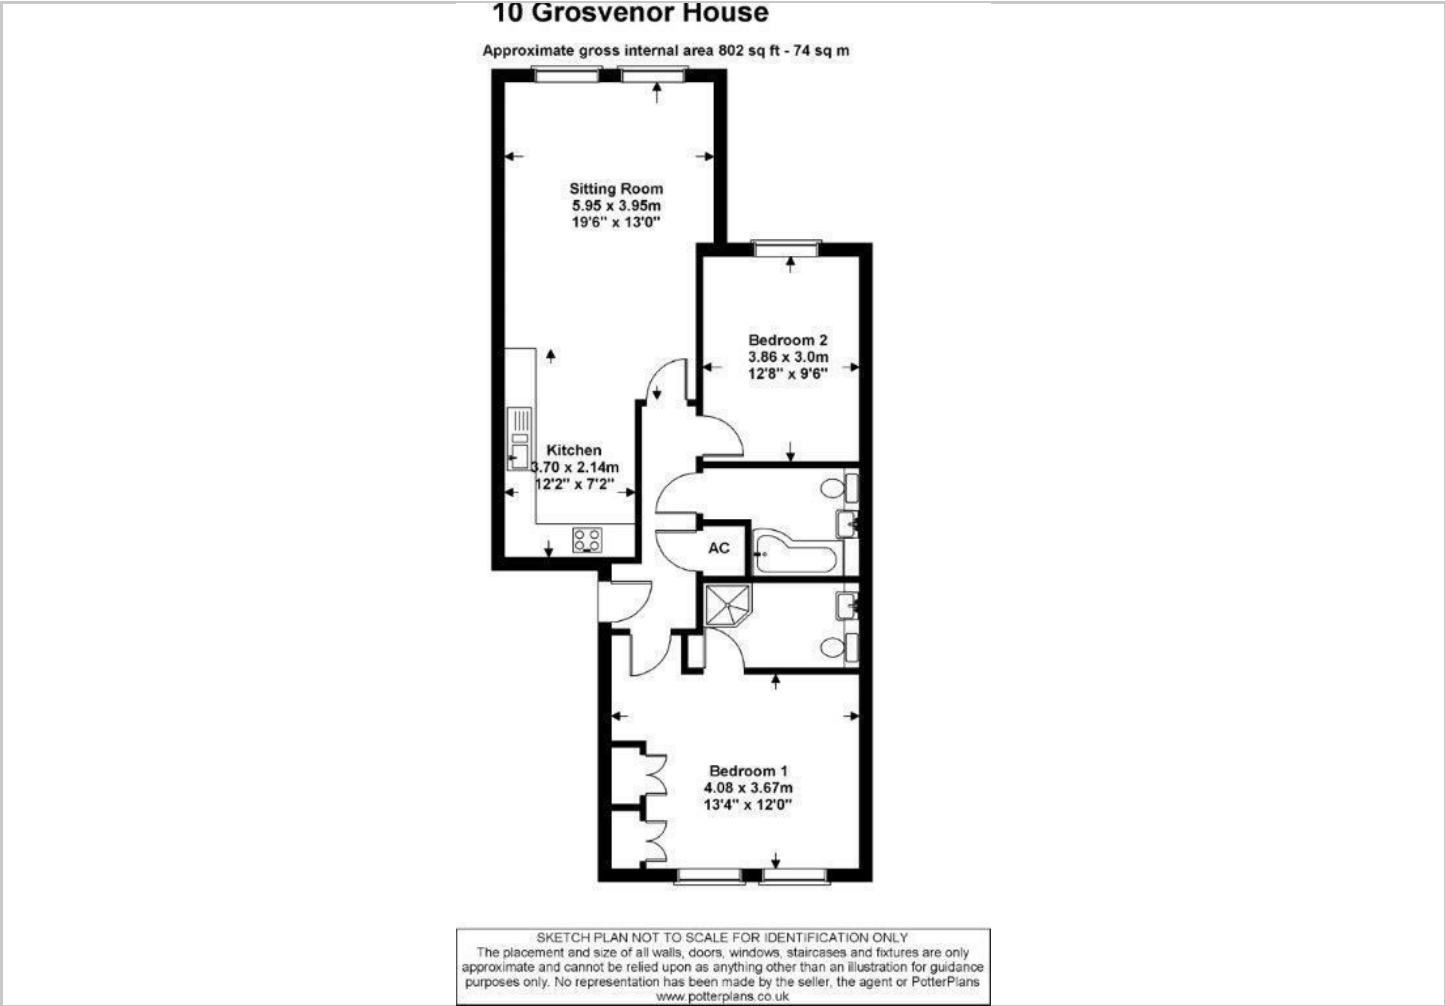 10 Grosvenor House
Approximate gross internal area 802 sq ft - 74 sq m
Sitting Room
5.95 x 3.95m
19'6" x 13'0"
Bedroom 2
3.86 x 3.0m
12'8" x 9'6"
Kitchen
3.70 x 2.14m
12'2" x 7'2"
AC
Bedroom 1
4.08 x 3.67m
13'4" x 12'0"
SKETCH PLAN NOT TO SCALE FOR IDENTIFICATION ONLY
The placement and size of all walls, doors, windows, staircases and fixtures are only
approximate and cannot be relied upon as anything other than an illustration for guidance
purposes only. No representation has been made by the seller, the agent or PotterPlans
www.potterplans.co.uk